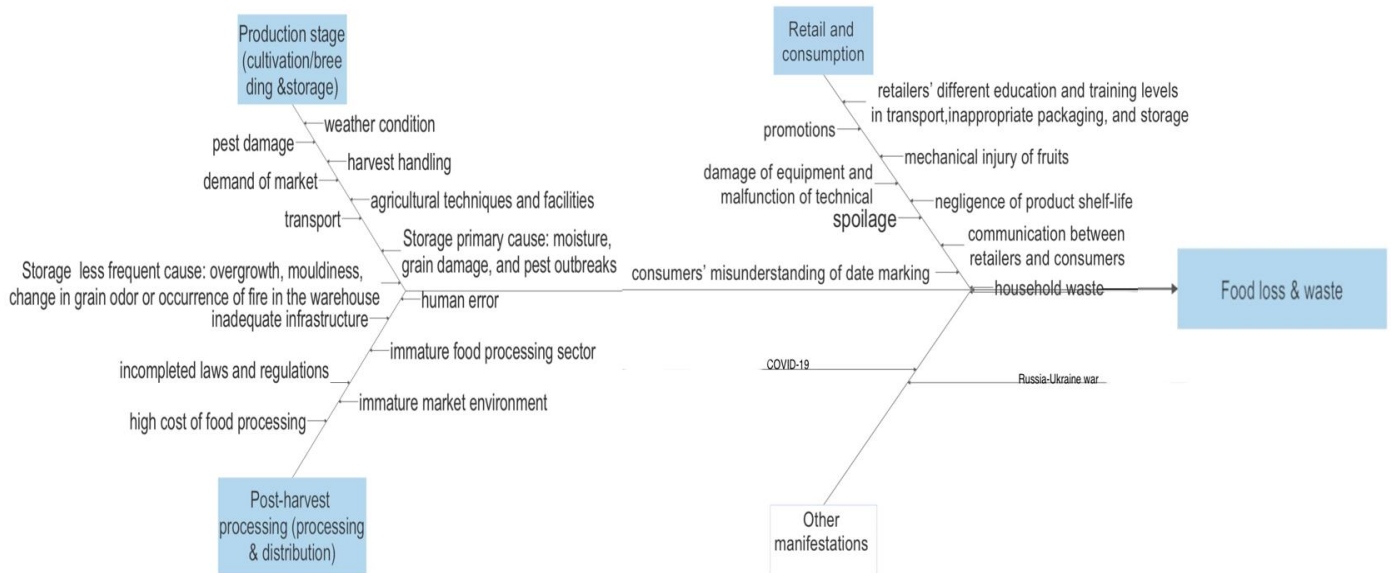 Production stage
(cultivation/bree
ding &storage)
weather condition
pest damage
harvest handling
demand of market
agricultural techniques and facilities
transport
Storage primary cause: moisture,
grain damage, and pest outbreaks
Storage less frequent cause: overgrowth, mouldiness,
change in grain odor or occurrence of fire in the warehouse
human error
inadequate infrastructure
immature food processing sector
incompleted laws and regulations
immature market environment
high cost of food processing
Post-harvest
processing (processing
& distribution)
Retail and
consumption
retailers' different education and training levels
in transport,inappropriate packaging, and storage
promotions
mechanical injury of fruits
damage of equipment and
malfunction of technical
negligence of product shelf-life
spoilage
communication between
retailers and consumers
consumers' misunderstanding of date marking
household waste
Food loss & waste
COVID-19
Russia-Ukraine war
Other
manifestations